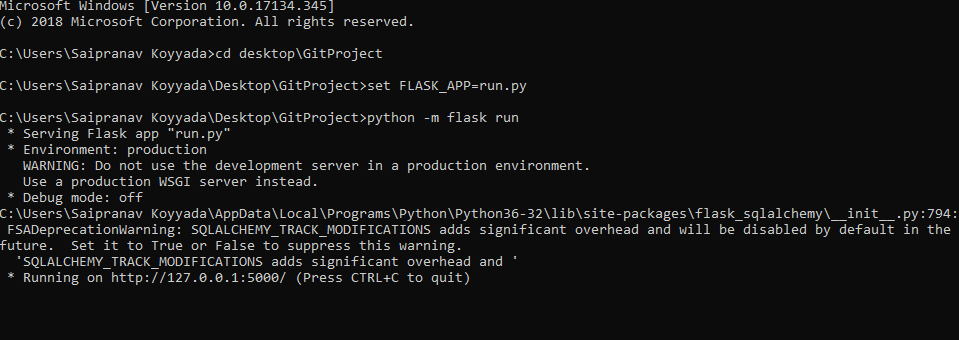 Microsoft Windows [Version 10.0.17134.345]
(c) 2018 Microsoft Corporation. All rights reserved.
C:\Users\Saipranav Koyyada>cd desktop\GitProject
C:\Users\Saipranav Koyyada\Desktop\GitProject>set FLASK_APP=run.py
C:\Users\Saipranav Koyyada\Desktop\GitProject>python -m flask run
* Serving Flask app "run.py"
* Environment: production
WARNING: Do not use the development server in a production environment.
Use a production WSGI server instead.
* Debug mode: off
C:\Users\Saipranav Koyyada\AppData\Local\Programs\Python\Python36-32\lib\site-packages\flask_sqlalchemy\__init__.py:794:
FSADeprecationWarning: SQLALCHEMY_TRACK_MODIFICATIONS adds significant overhead and will be disabled by default in the
future.  Set it to True or False to suppress this warning.
'SQLALCHEMY_TRACK_MODIFICATIONS adds significant overhead and '
* Running on http://127.0.0.1:5000/ (Press CTRL+C to quit)